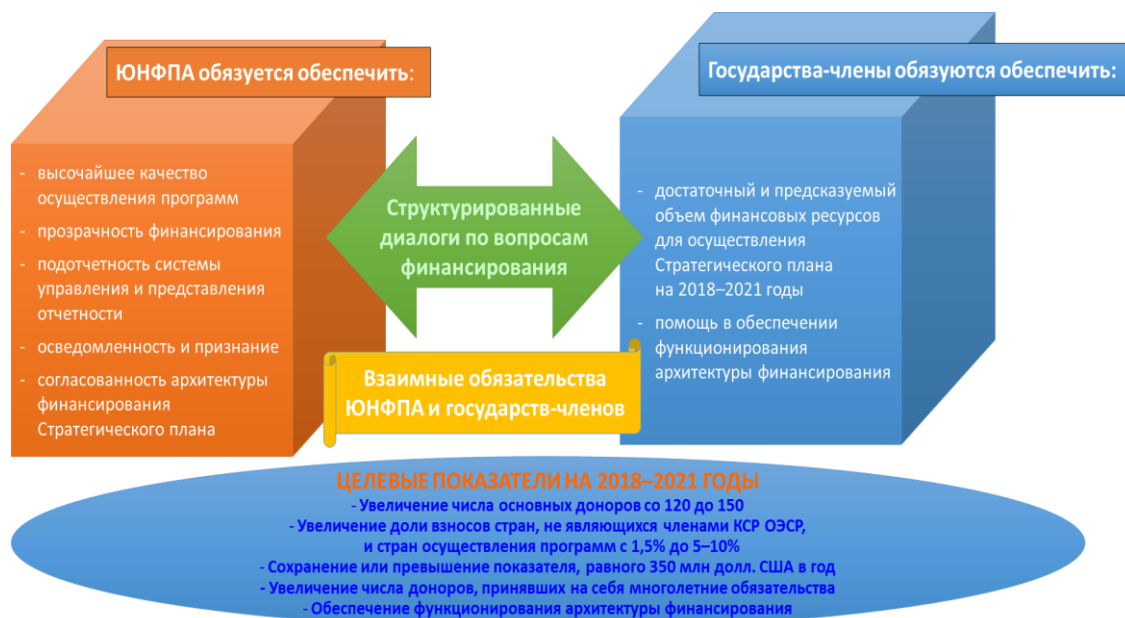 ЮНФПА обязуется обеспечить:
- высочайшее качество
осуществления программ
- прозрачность финансирования
- подотчетность системы
управления и представления
отчетности
- осведомленность и признание
- согласованность архитектуры
финансирования
Стратегического плана
Структурированные
диалоги по вопросам
финансирования
Взаимные обязательства
ЮНФПА и государств-членов
Государства-члены обязуются обеспечить:
- достаточный и предсказуемый
объем финансовых ресурсов
для осуществления
Стратегического плана
на 2018–2021 годы
- помощь в обеспечении
функционирования
архитектуры финансирования
ЦЕЛЕВЫЕ ПОКАЗАТЕЛИ НА 2018–2021 ГОДЫ
- Увеличение числа основных доноров со 120 до 150
- Увеличение доли взносов стран, не являющихся членами КСР ОЭСР,
и стран осуществления программ с 1,5% до 5–10%
- Сохранение или превышение показателя, равного 350 млн долл. США в год
- Увеличение числа доноров, принявших на себя многолетние обязательства
- Обеспечение функционирования архитектуры финансирования